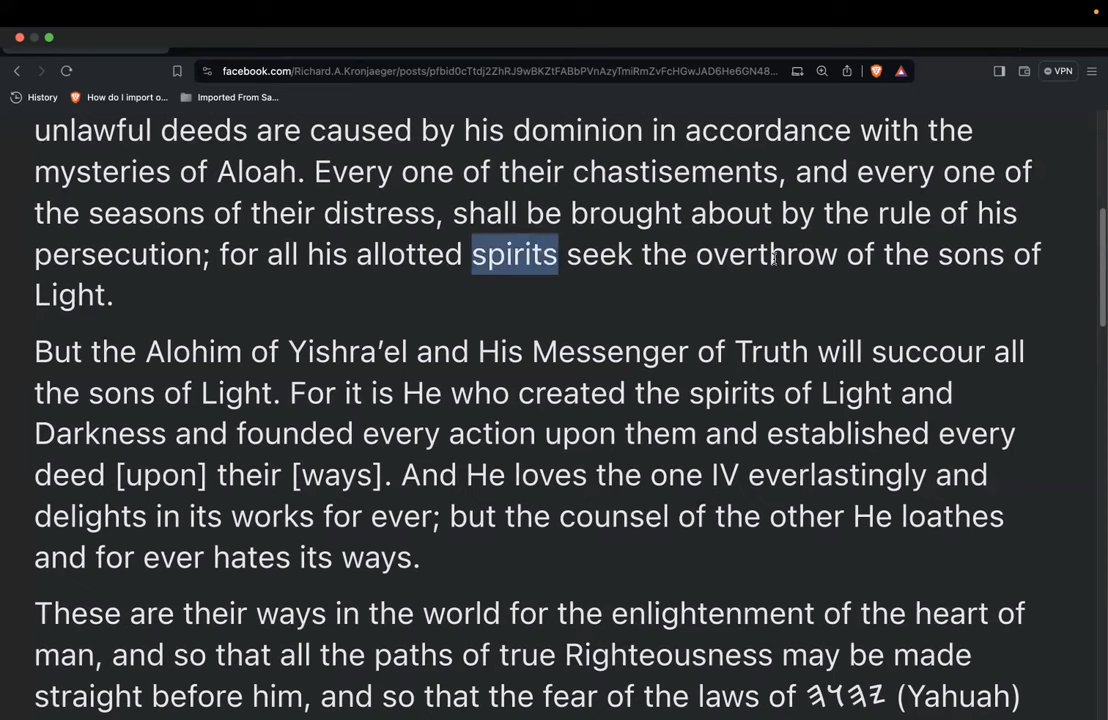 facebook.com/Richard.A.Kronjaeger/posts/pfbid0cTtdj2ZhRJ9wBKZtFABbPVnAzyTmiRmZvFcHGwJAD6He6GN48...
VPN
History
How do I import o...
Imported From Sa...
unlawful deeds are caused by his dominion in accordance with the
mysteries of Aloah. Every one of their chastisements, and every one of
the seasons of their distress, shall be brought about by the rule of his
persecution; for all his allotted spirits seek the overthrow of the sons of
Light.
But the Alohim of Yishra’el and His Messenger of Truth will succour all
the sons of Light. For it is He who created the spirits of Light and
Darkness and founded every action upon them and established every
deed [upon] their [ways]. And He loves the one IV everlastingly and
delights in its works for ever; but the counsel of the other He loathes
and for ever hates its ways.
These are their ways in the world for the enlightenment of the heart of
man, and so that all the paths of true Righteousness may be made
straight before him, and so that the fear of the laws of 𐤉𐤄𐤅𐤄 (Yahuah)